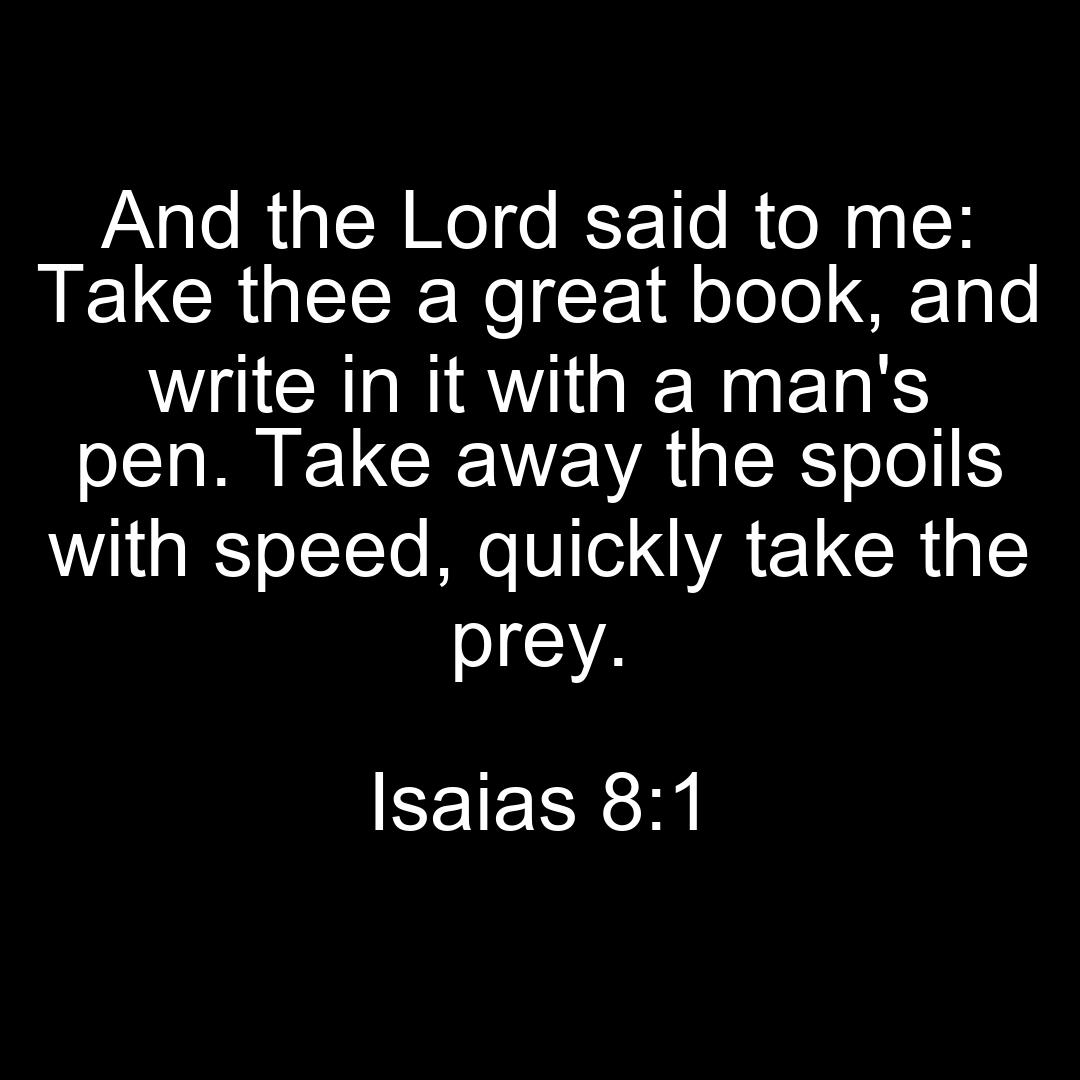 And the Lord said to me:
Take thee a great book, and
write in it with a man's
pen. Take away the spoils
with speed, quickly take the
prey.
Isaias 8:1